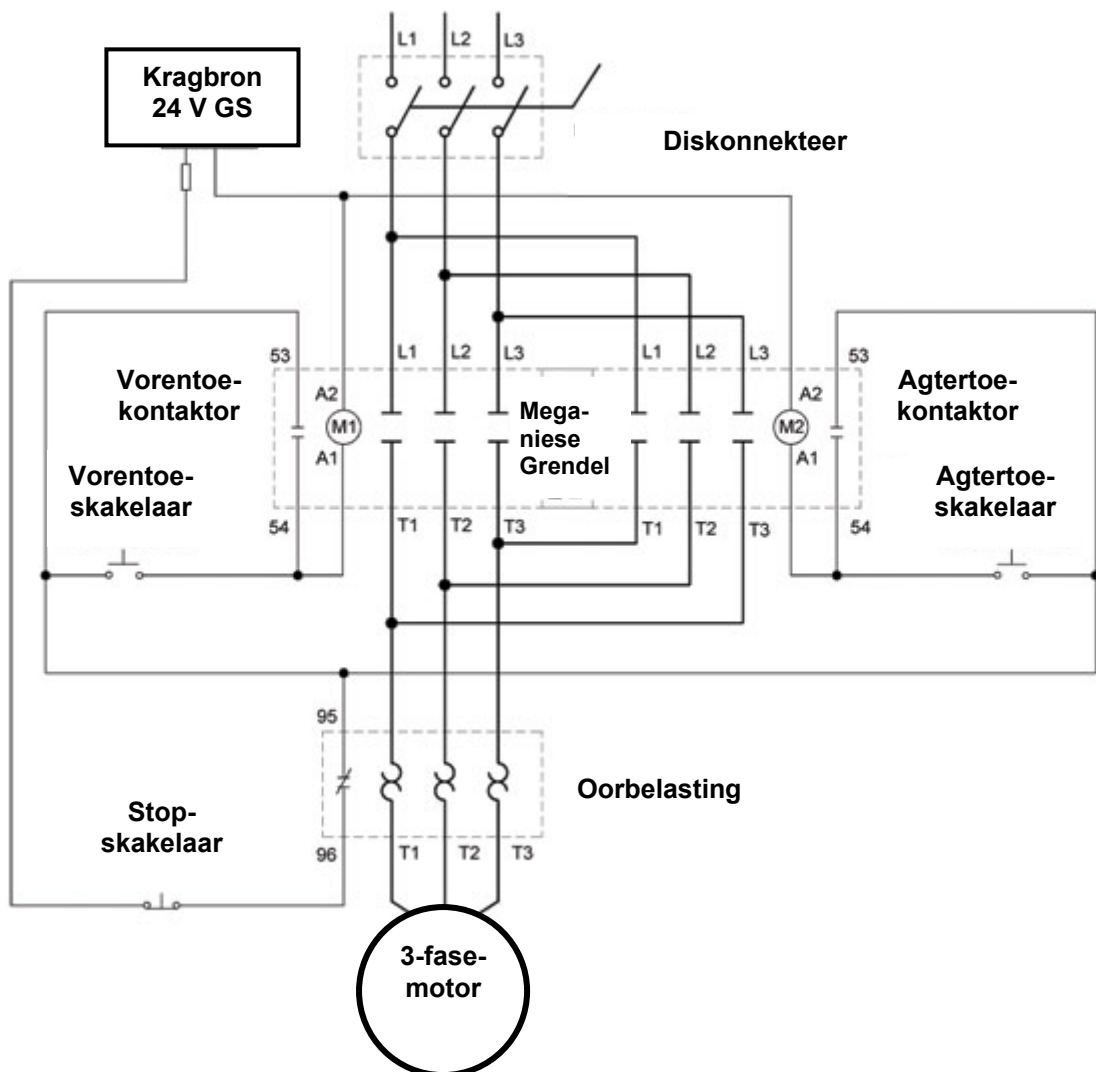 L1 L2 L3
Kragbron
24 V GS
Diskonnekteer
53 L1 L2 L3 L1 L2 L3 53
Vorentoe-
kontaktor
A2
M1
A1
Mega-
niese
Grendel
A2
M2
A1
Agtertoe-
kontaktor
Vorentoe-
skakelaar
Agtertoe-
skakelaar
54 T1 T2 T3 T1 T2 T3 54
95
Oorbelasting
Stop-
skakelaar
96 T1 T2 T3
3-fase-
motor